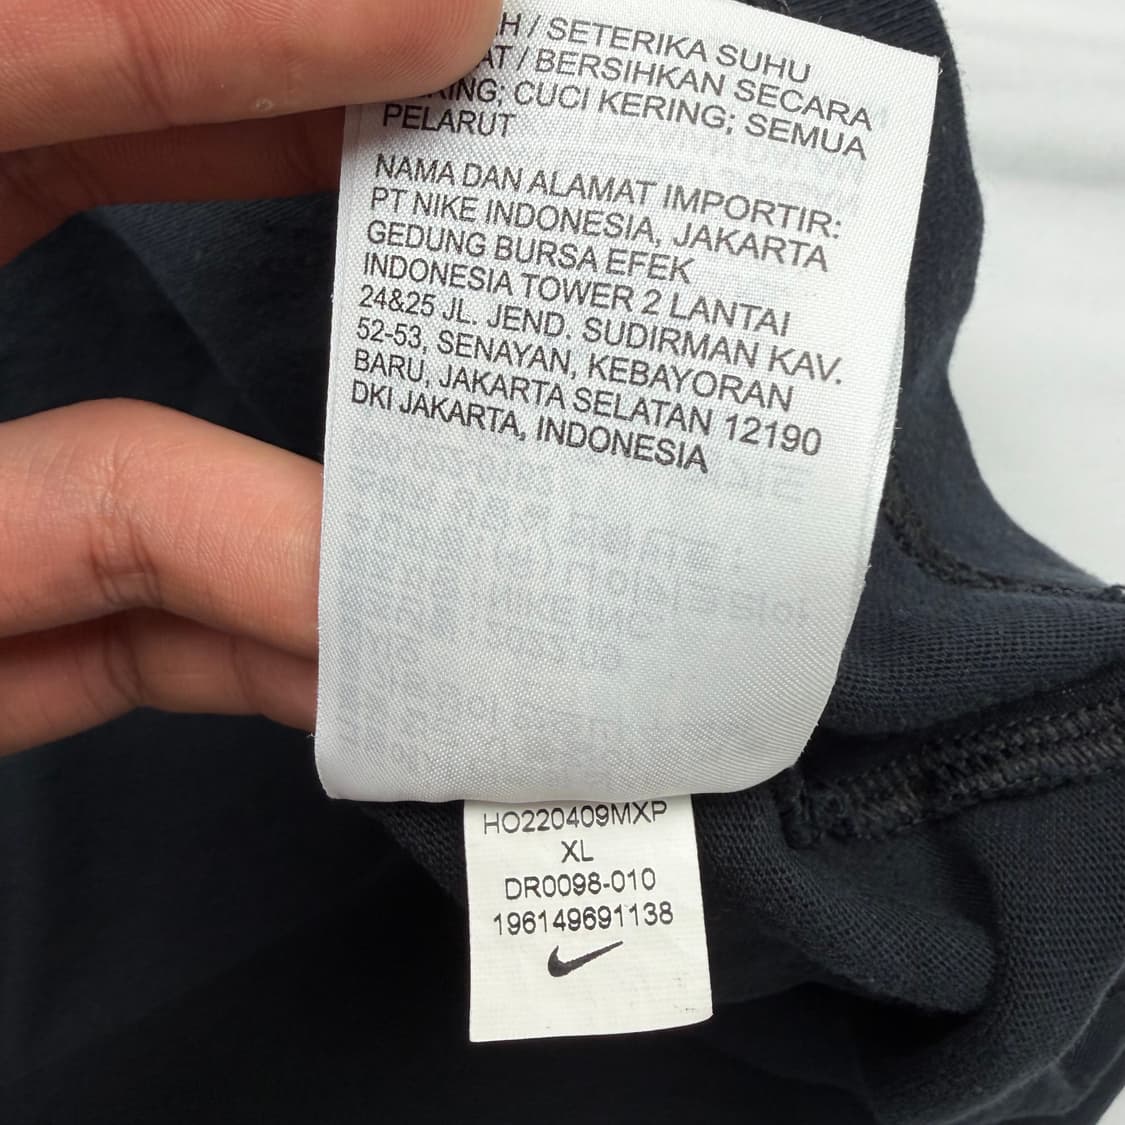 / SETERIKA SUHU
/ BERSIHKAN SECARA
CUCI KERING; SEMUA
PELARUT
NAMA DAN ALAMAT IMPORTIR:
PT NIKE INDONESIA, JAKARTA
GEDUNG BURSA EFEK
INDONESIA TOWER 2 LANTAI
24&25 JL. JEND. SUDIRMAN KAV.
52-53, SENAYAN, KEBAYORAN
BARU, JAKARTA SELATAN 12190
DKI JAKARTA, INDONESIA
HO220409MXP
XL
DR0098-010
196149691138